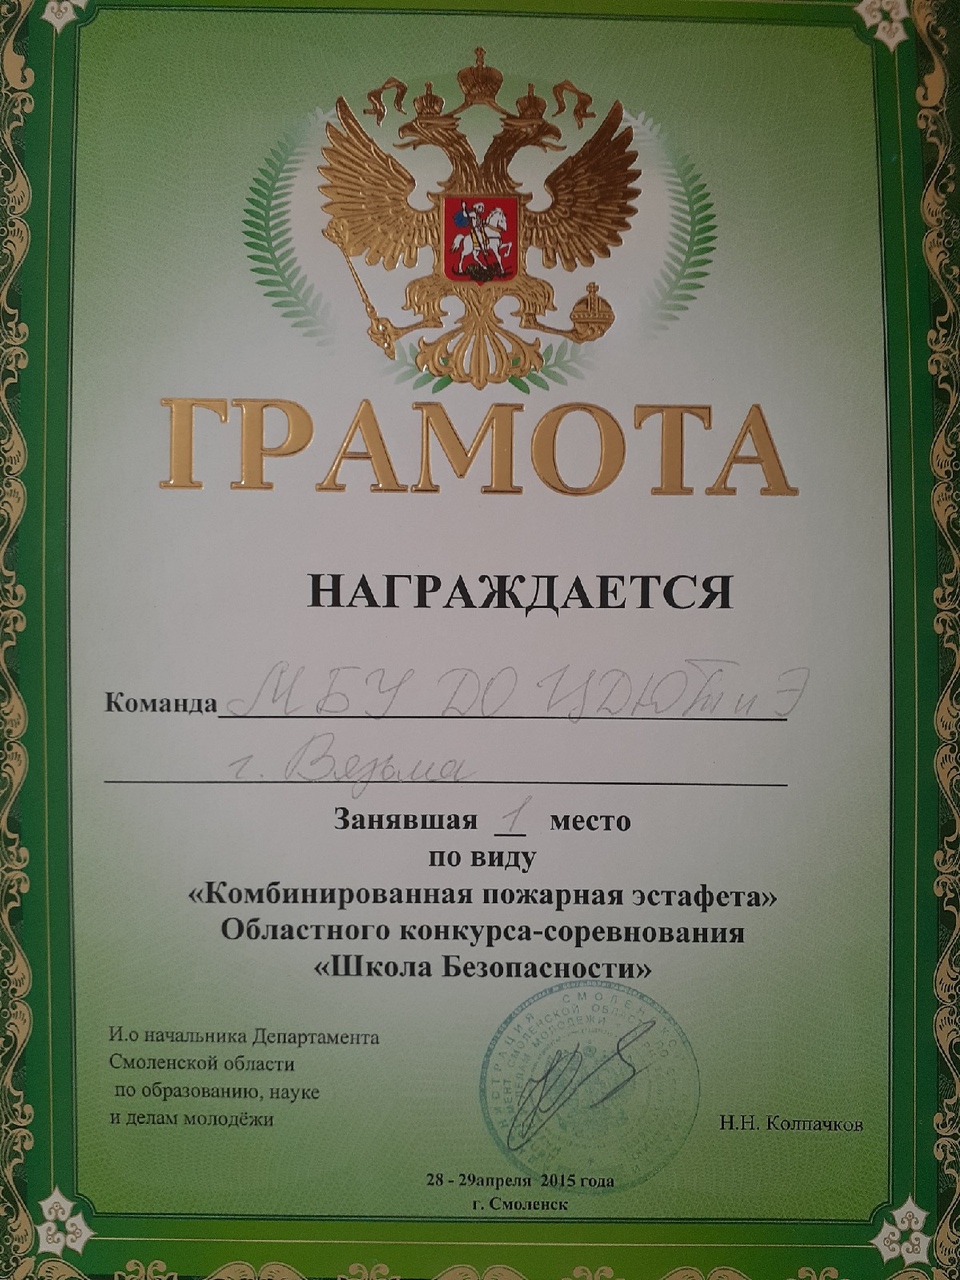 ГРАМОТА
НАГРАЖДАЕТСЯ
Команда МБУ ДО ЦДЮТиЭ
г. Вязьма
Занявшая 1 место
по виду
«Комбинированная пожарная эстафета»
Областного конкурса-соревнования
«Школа Безопасности»
И.о начальника Департамента
Смоленской области
по образованию, науке
и делам молодёжи
Н.Н. Колпачков
28 - 29апреля 2015 года
г. Смоленск